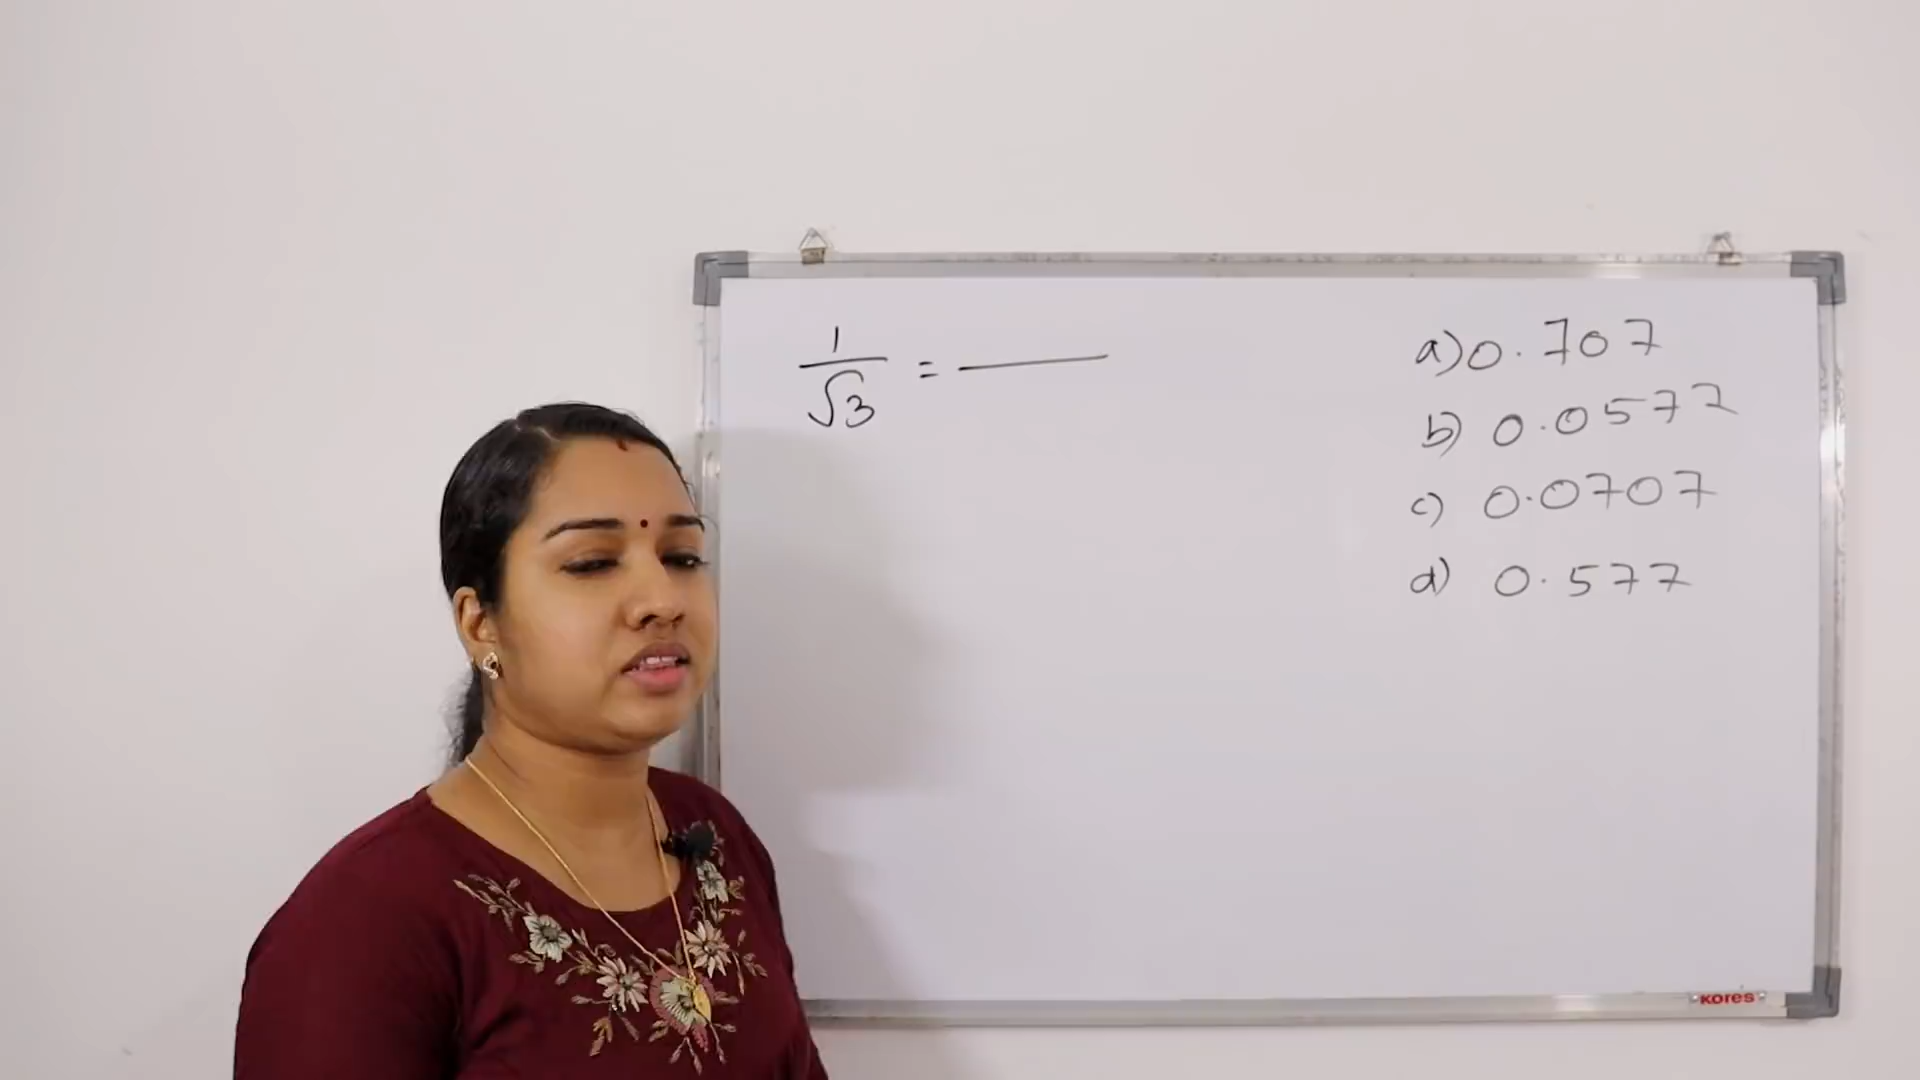 1/√3 = ____
a) 0.707
b) 0.0577
c) 0.0707
d) 0.577
KORES